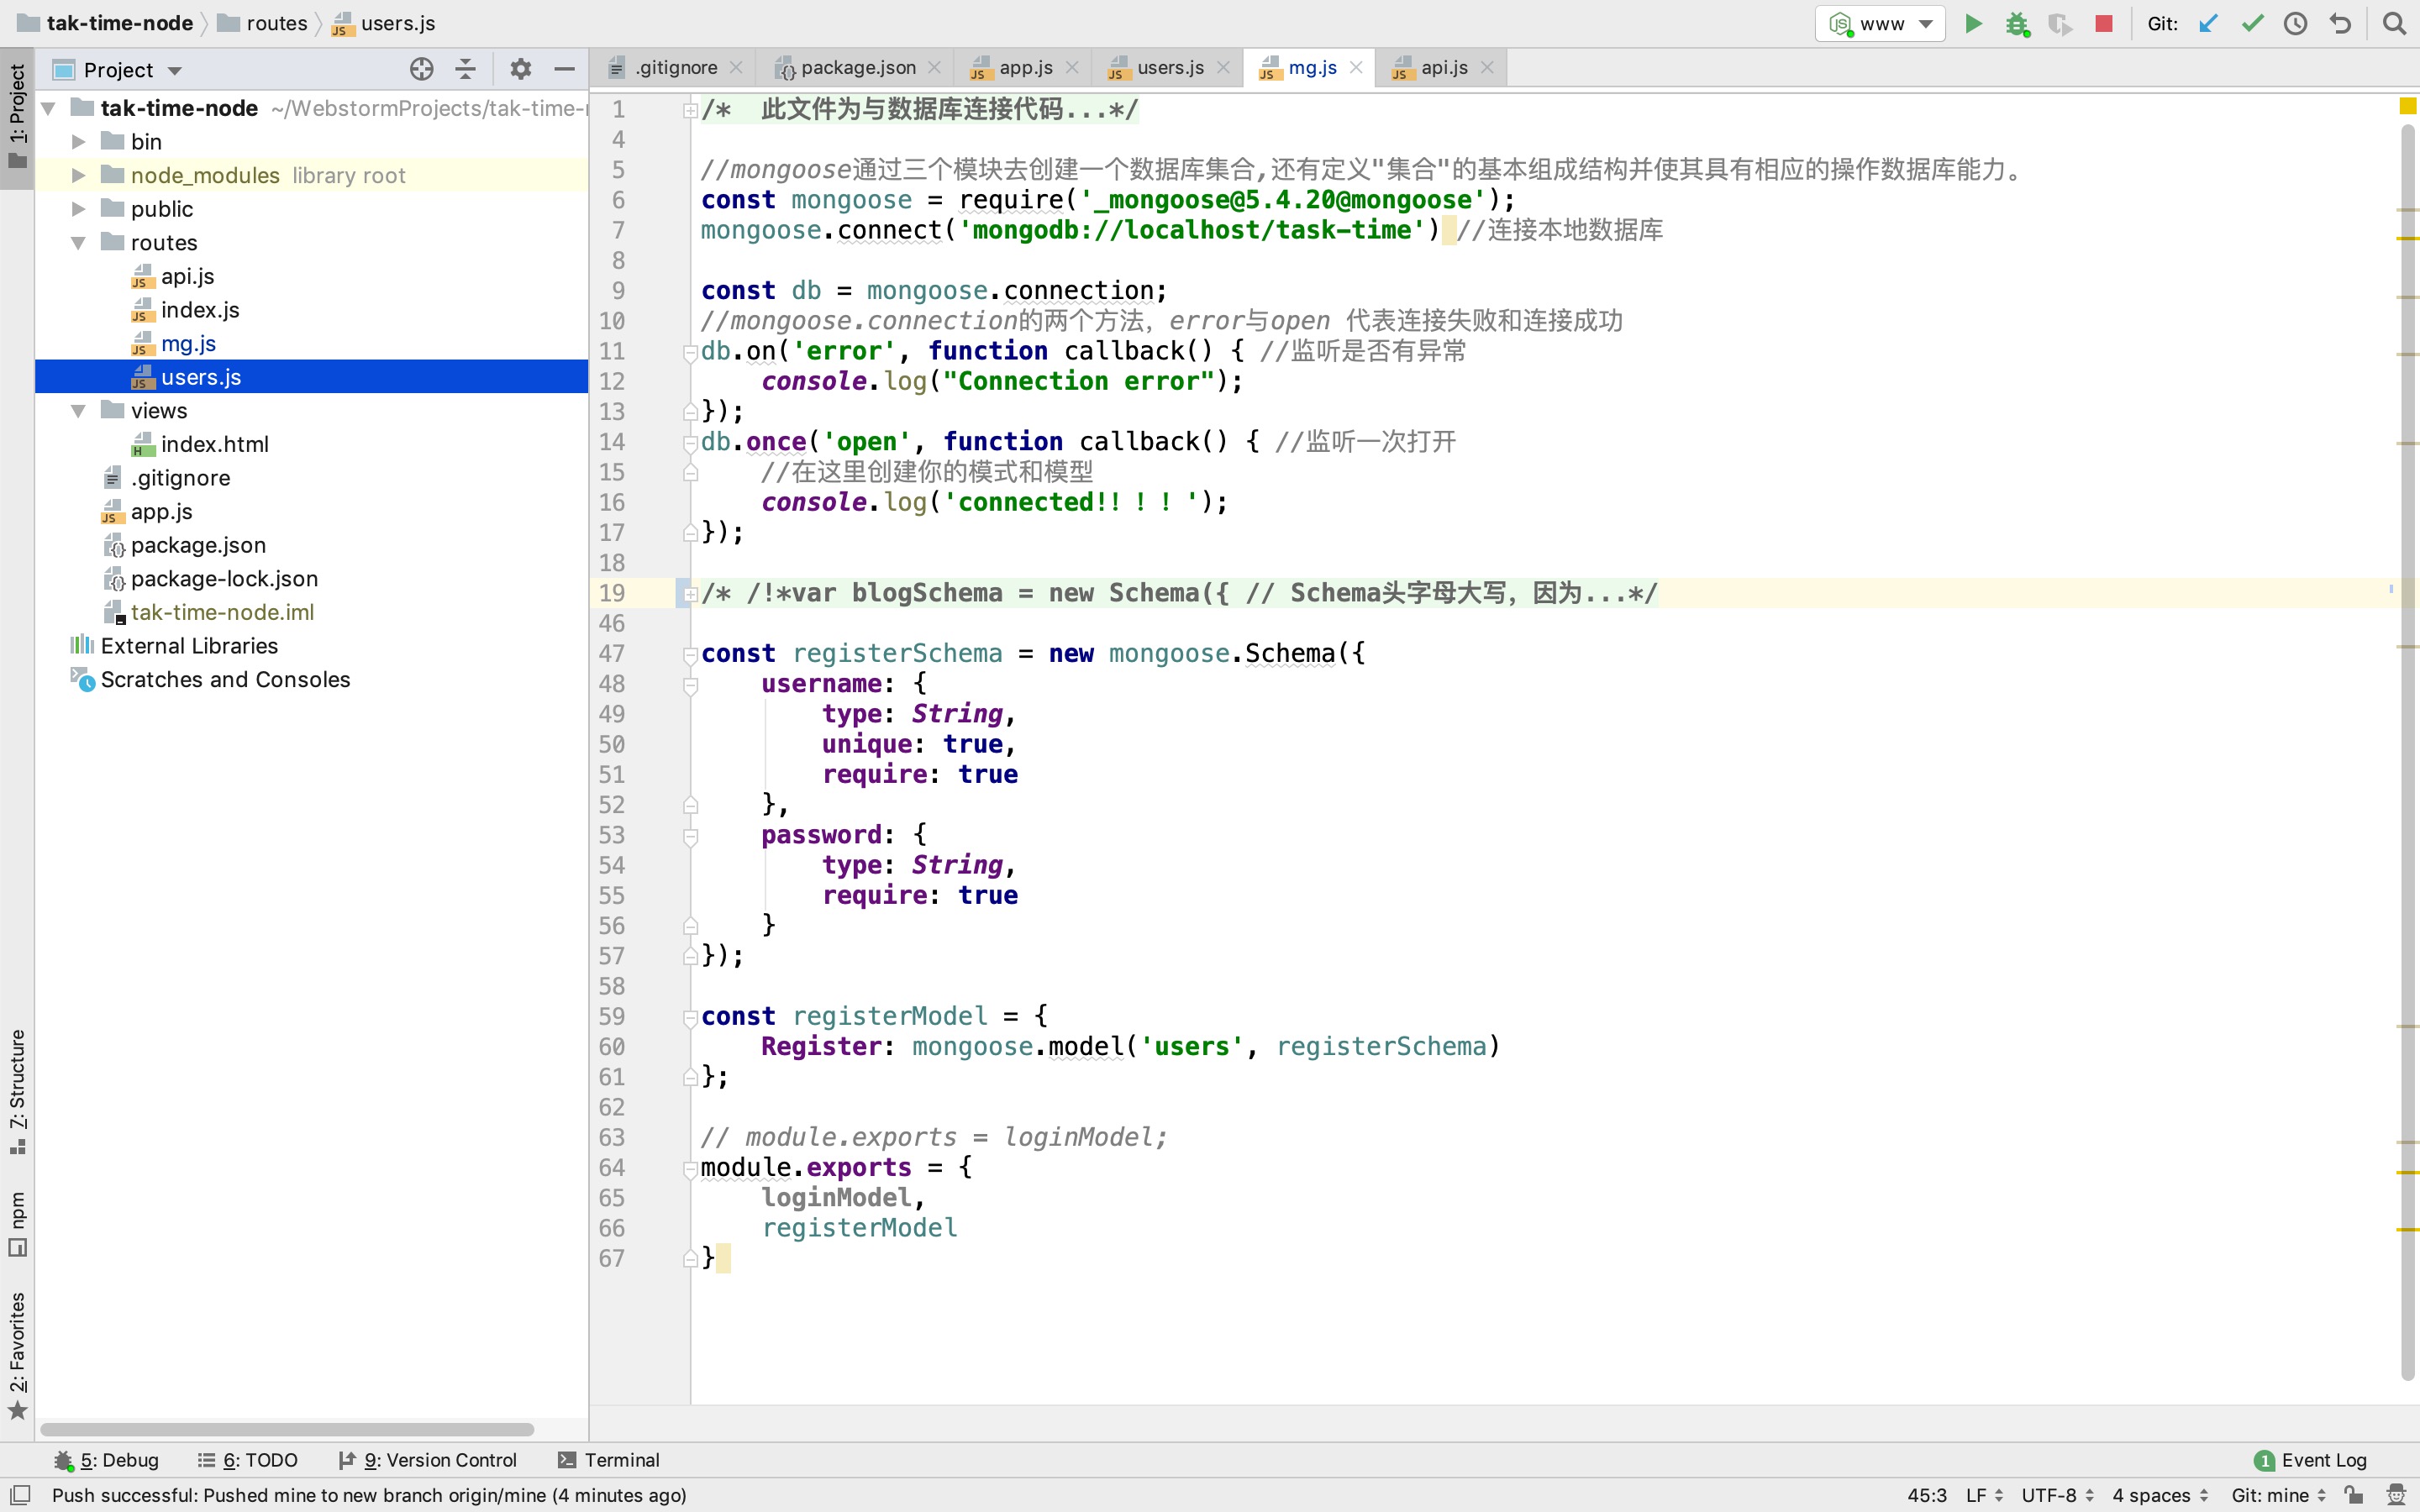 tak-time-node routes users.js
www
Git:
1: Project
Project
tak-time-node ~/WebstormProjects/tak-time-
bin
node_modules library root
public
routes
api.js
index.js
mg.js
users.js
views
index.html
.gitignore
app.js
package.json
package-lock.json
tak-time-node.iml
External Libraries
Scratches and Consoles
7: Structure
npm
2: Favorites
.gitignore package.json app.js users.js mg.js api.js
1 /*  此文件为与数据库连接代码...*/
4
5 //mongoose通过三个模块去创建一个数据库集合,还有定义"集合"的基本组成结构并使其具有相应的操作数据库能力。
6 const mongoose = require('_mongoose@5.4.20@mongoose');
7 mongoose.connect('mongodb://localhost/task-time') //连接本地数据库
8
9 const db = mongoose.connection;
10 //mongoose.connection的两个方法，error与open 代表连接失败和连接成功
11 db.on('error', function callback() { //监听是否有异常
12     console.log("Connection error");
13 });
14 db.once('open', function callback() { //监听一次打开
15     //在这里创建你的模式和模型
16     console.log('connected!！！！');
17 });
18
19 /* /!*var blogSchema = new Schema({ // Schema头字母大写，因为...*/
46
47 const registerSchema = new mongoose.Schema({
48     username: {
49         type: String,
50         unique: true,
51         require: true
52     },
53     password: {
54         type: String,
55         require: true
56     }
57 });
58
59 const registerModel = {
60     Register: mongoose.model('users', registerSchema)
61 };
62
63 // module.exports = loginModel;
64 module.exports = {
65     loginModel,
66     registerModel
67 }
5: Debug 6: TODO 9: Version Control Terminal 1 Event Log
Push successful: Pushed mine to new branch origin/mine (4 minutes ago) 45:3 LF UTF-8 4 spaces Git: mine